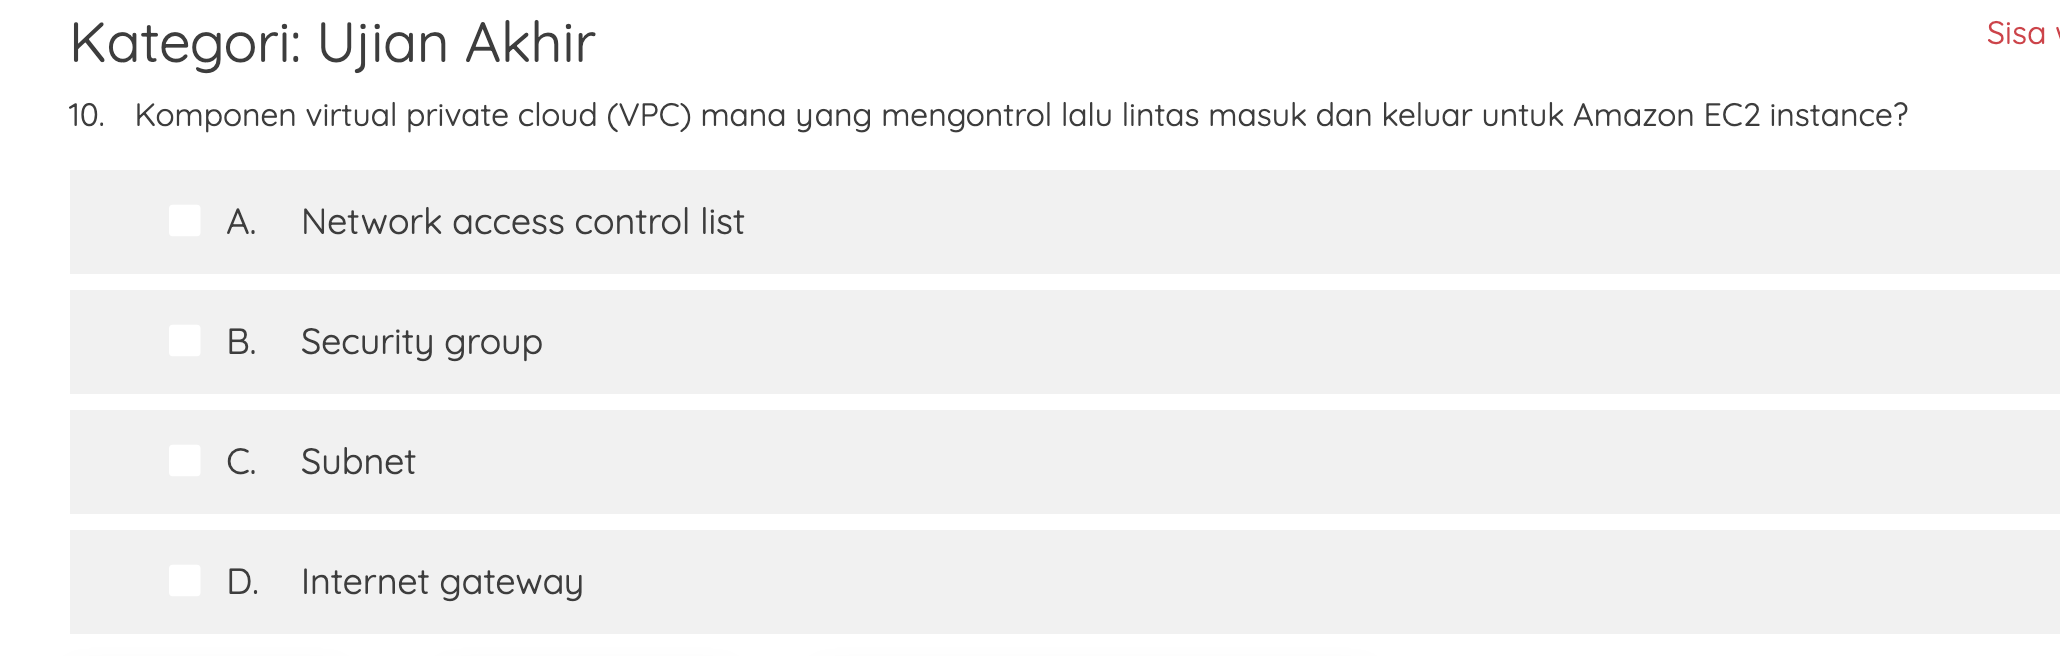 Kategori: Ujian Akhir
Sisa
10. Komponen virtual private cloud (VPC) mana yang mengontrol lalu lintas masuk dan keluar untuk Amazon EC2 instance?
A. Network access control list
B. Security group
C. Subnet
D. Internet gateway